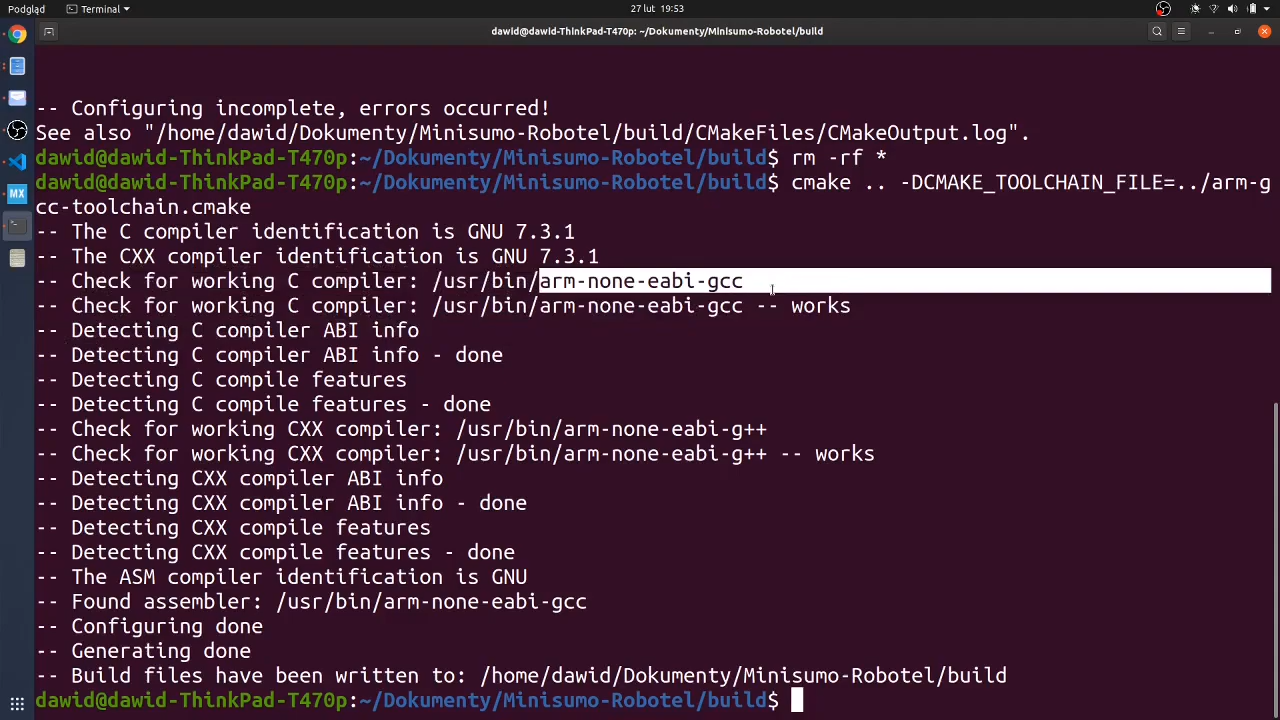 Podgląd
Terminal
27 lut 19:53
dawid@dawid-ThinkPad-T470p: ~/Dokumenty/Minisumo-Robotel/build
-- Configuring incomplete, errors occurred!
See also "/home/dawid/Dokumenty/Minisumo-Robotel/build/CMakeFiles/CMakeOutput.log".
dawid@dawid-ThinkPad-T470p:~/Dokumenty/Minisumo-Robotel/build$ rm -rf *
dawid@dawid-ThinkPad-T470p:~/Dokumenty/Minisumo-Robotel/build$ cmake .. -DCMAKE_TOOLCHAIN_FILE=../arm-g
cc-toolchain.cmake
-- The C compiler identification is GNU 7.3.1
-- The CXX compiler identification is GNU 7.3.1
-- Check for working C compiler: /usr/bin/arm-none-eabi-gcc
-- Check for working C compiler: /usr/bin/arm-none-eabi-gcc -- works
-- Detecting C compiler ABI info
-- Detecting C compiler ABI info - done
-- Detecting C compile features
-- Detecting C compile features - done
-- Check for working CXX compiler: /usr/bin/arm-none-eabi-g++
-- Check for working CXX compiler: /usr/bin/arm-none-eabi-g++ -- works
-- Detecting CXX compiler ABI info
-- Detecting CXX compiler ABI info - done
-- Detecting CXX compile features
-- Detecting CXX compile features - done
-- The ASM compiler identification is GNU
-- Found assembler: /usr/bin/arm-none-eabi-gcc
-- Configuring done
-- Generating done
-- Build files have been written to: /home/dawid/Dokumenty/Minisumo-Robotel/build
dawid@dawid-ThinkPad-T470p:~/Dokumenty/Minisumo-Robotel/build$
MX